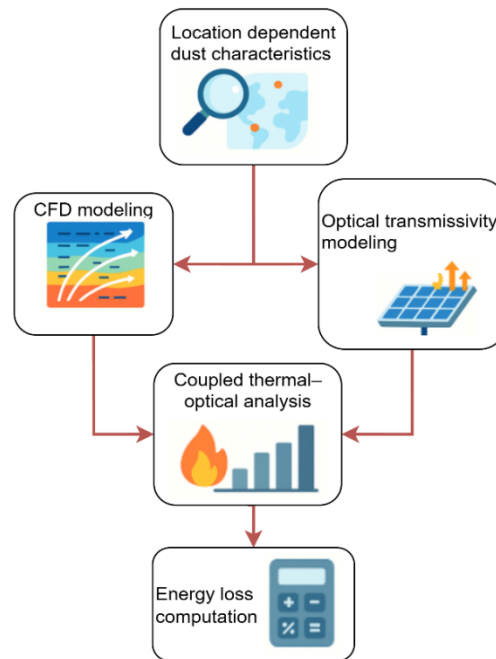 Location dependent
dust characteristics
CFD modeling
Optical transmissivity
modeling
Coupled thermal–
optical analysis
Energy loss
computation